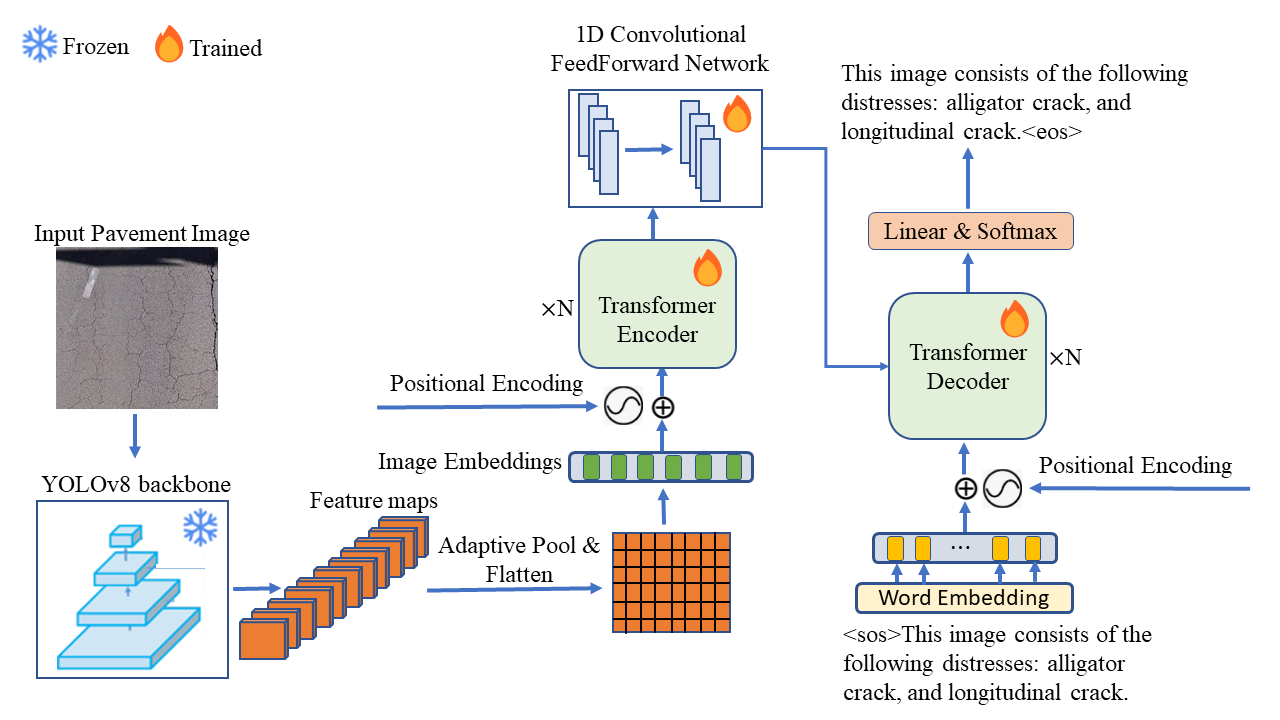 Frozen
Trained
1D Convolutional
FeedForward Network
This image consists of the following
distresses: alligator crack, and
longitudinal crack.<eos>
Linear & Softmax
Input Pavement Image
Transformer
Encoder
×N
Transformer
Decoder
×N
Positional Encoding
Image Embeddings
Positional Encoding
YOLOv8 backbone
Feature maps
Adaptive Pool &
Flatten
...
Word Embedding
<sos>This image consists of the
following distresses: alligator
crack, and longitudinal crack.